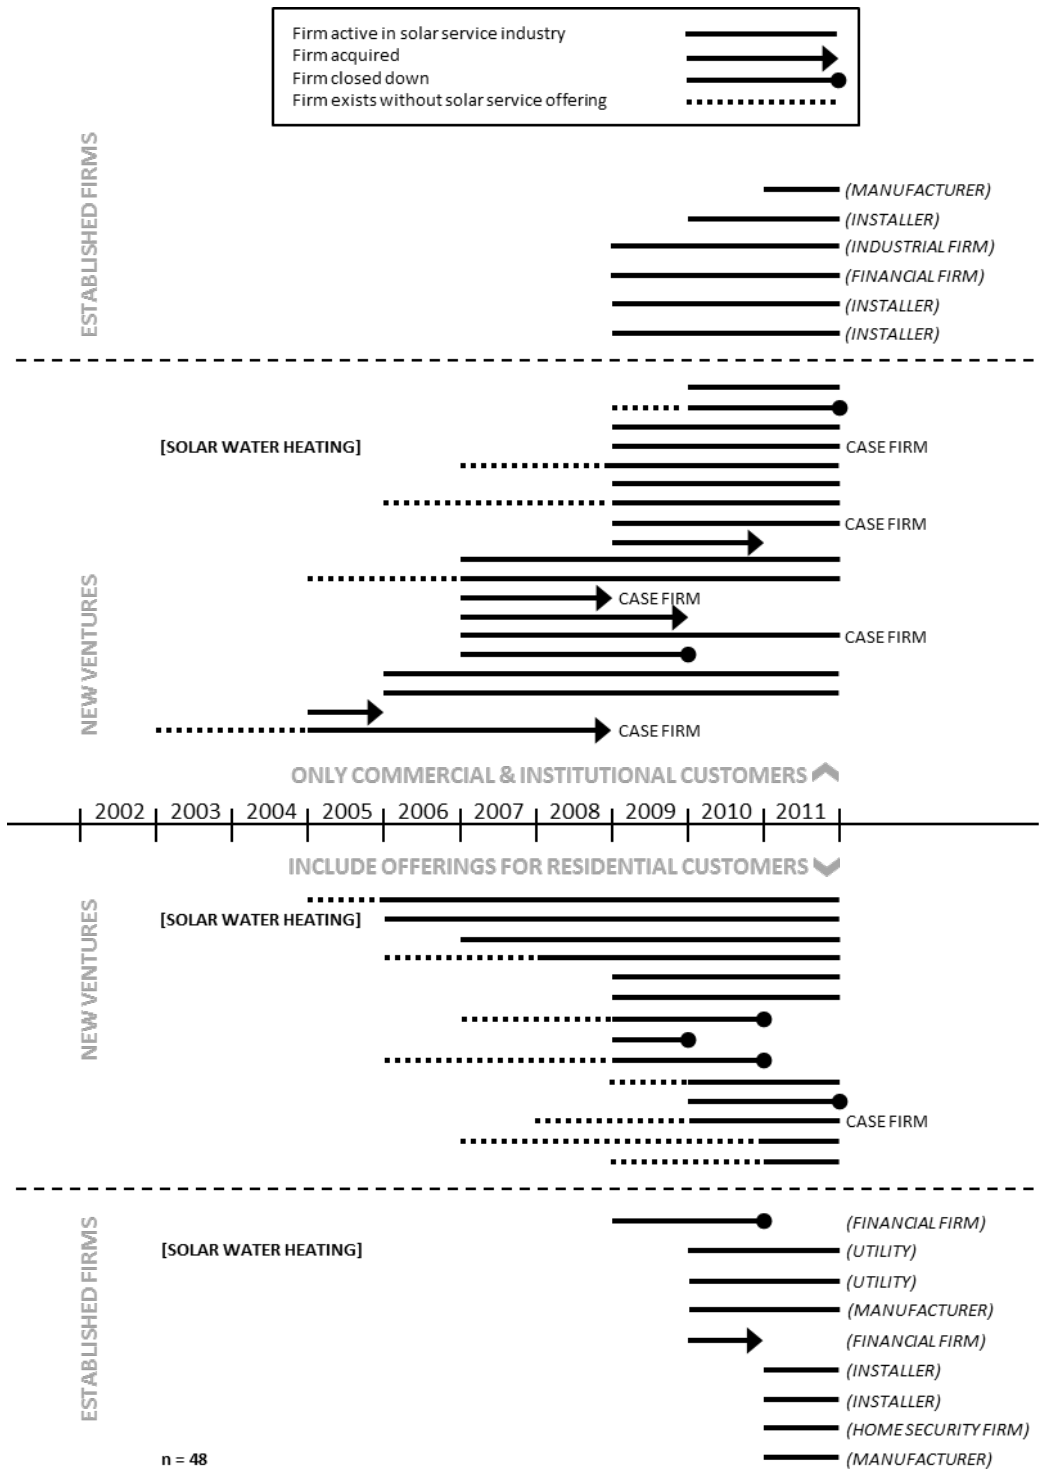 Firm active in solar service industry
Firm acquired
Firm closed down
Firm exists without solar service offering
ESTABLISHED FIRMS
(MANUFACTURER)
(INSTALLER)
(INDUSTRIAL FIRM)
(FINANCIAL FIRM)
(INSTALLER)
(INSTALLER)
NEW VENTURES
[SOLAR WATER HEATING] CASE FIRM
CASE FIRM
CASE FIRM
CASE FIRM
CASE FIRM
ONLY COMMERCIAL & INSTITUTIONAL CUSTOMERS
2002 2003 2004 2005 2006 2007 2008 2009 2010 2011
INCLUDE OFFERINGS FOR RESIDENTIAL CUSTOMERS
NEW VENTURES
[SOLAR WATER HEATING]
CASE FIRM
ESTABLISHED FIRMS
(FINANCIAL FIRM)
[SOLAR WATER HEATING] (UTILITY)
(UTILITY)
(MANUFACTURER)
(FINANCIAL FIRM)
(INSTALLER)
(INSTALLER)
(HOME SECURITY FIRM)
n = 48 (MANUFACTURER)